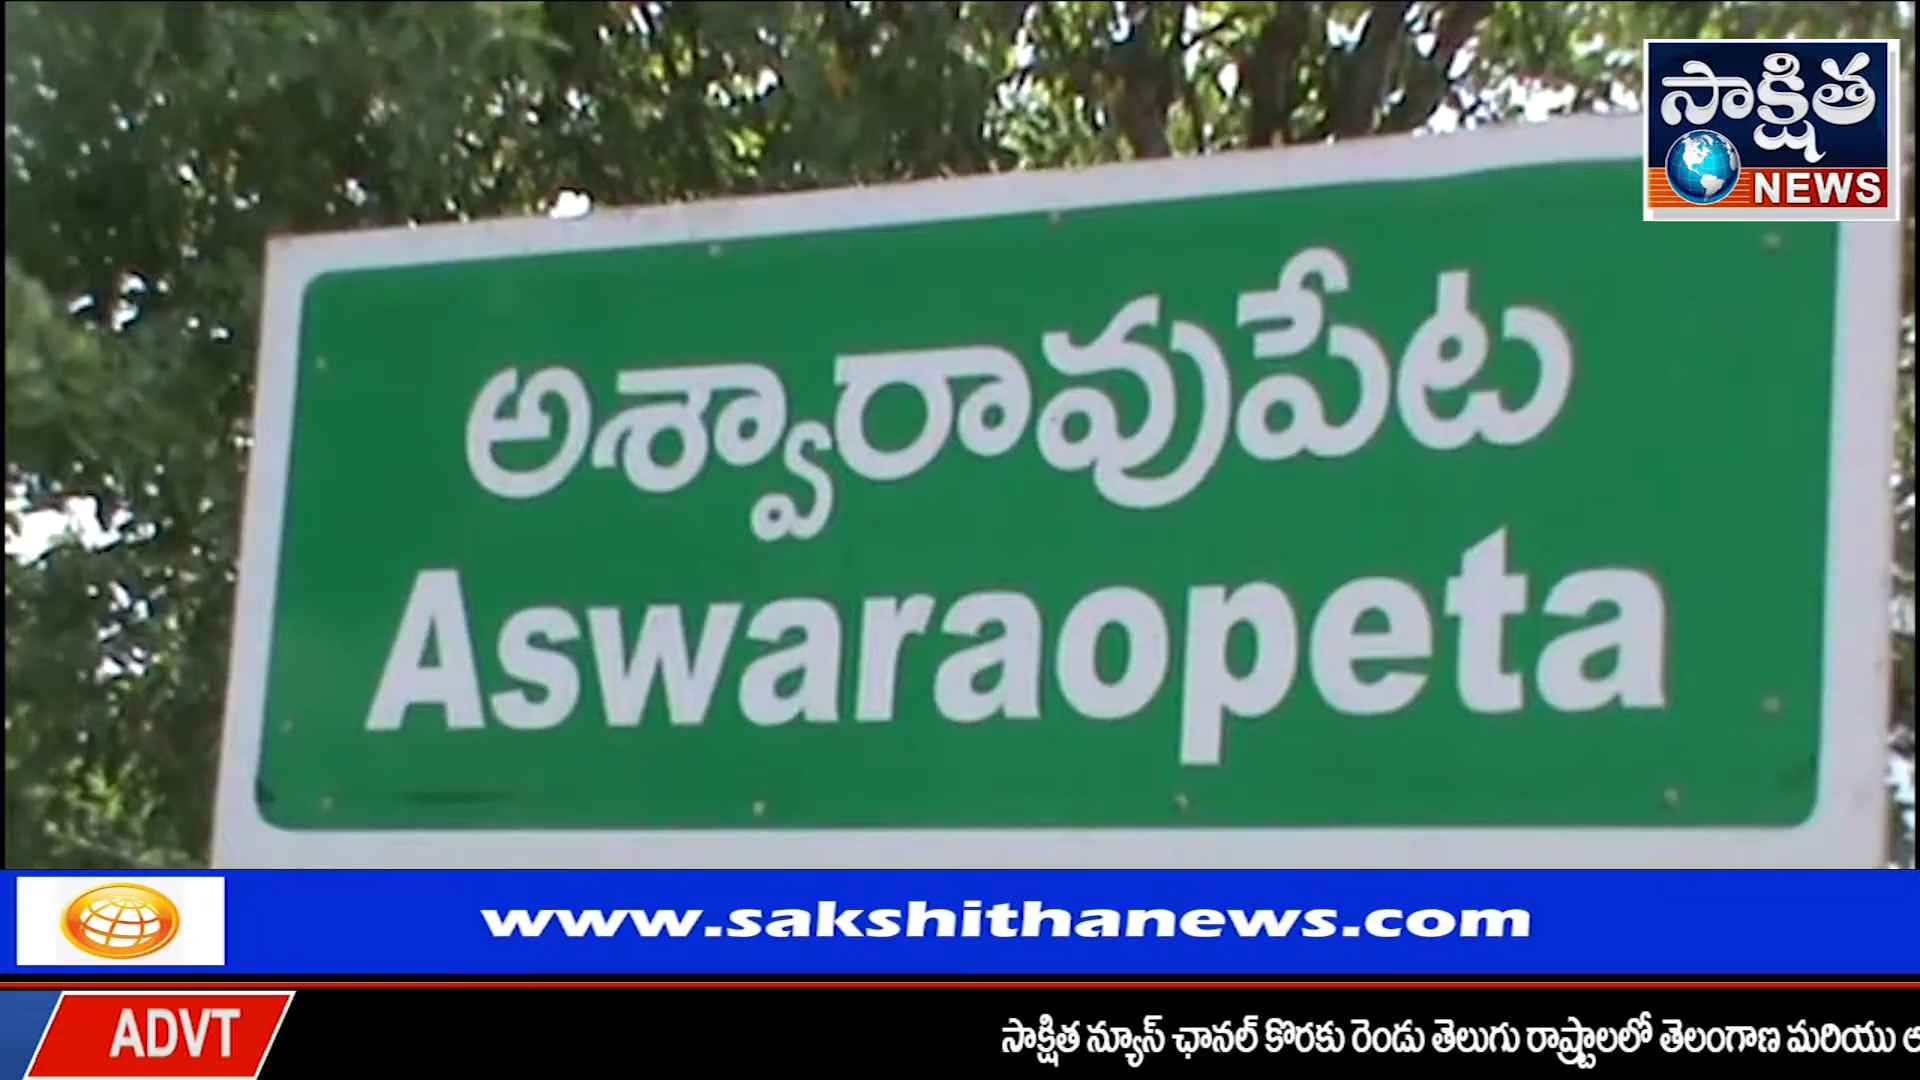 సాక్షిత
NEWS
అశ్వారావుపేట
Aswaraopeta
www.sakshithanews.com
ADVT
సాక్షిత న్యూస్ ఛానల్ కొరకు రెండు తెలుగు రాష్ట్రాలలో తెలంగాణ మరియు